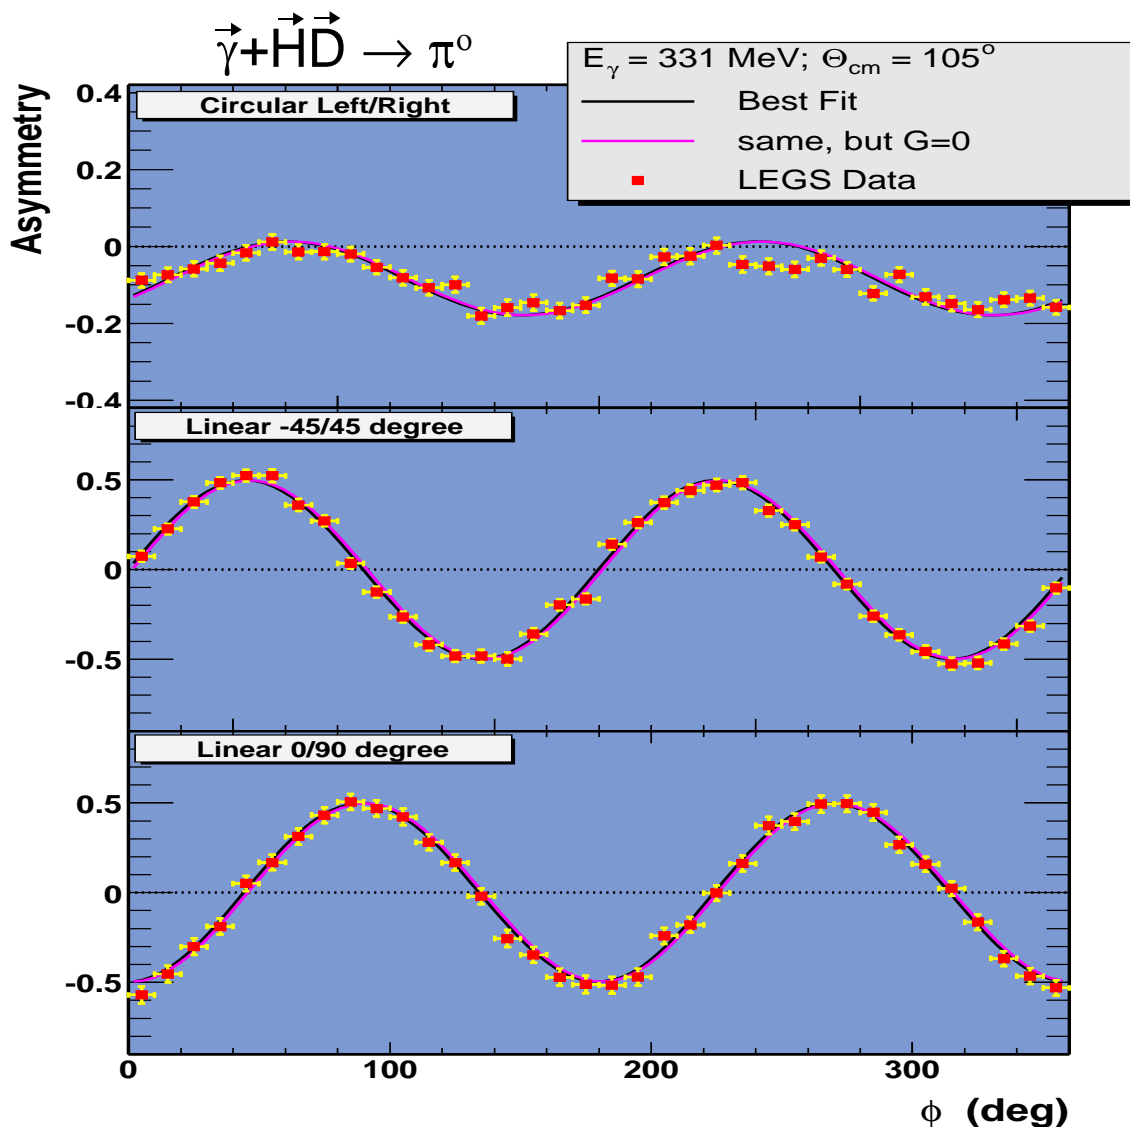 γ+HD → π⁰
E_γ = 331 MeV; Θ_cm = 105°
Best Fit
same, but G=0
LEGS Data
Asymmetry
Circular Left/Right
0.4
0.2
0
-0.2
-0.4
Linear -45/45 degree
0.5
0
-0.5
Linear 0/90 degree
0.5
0
-0.5
0 100 200 300
ϕ (deg)